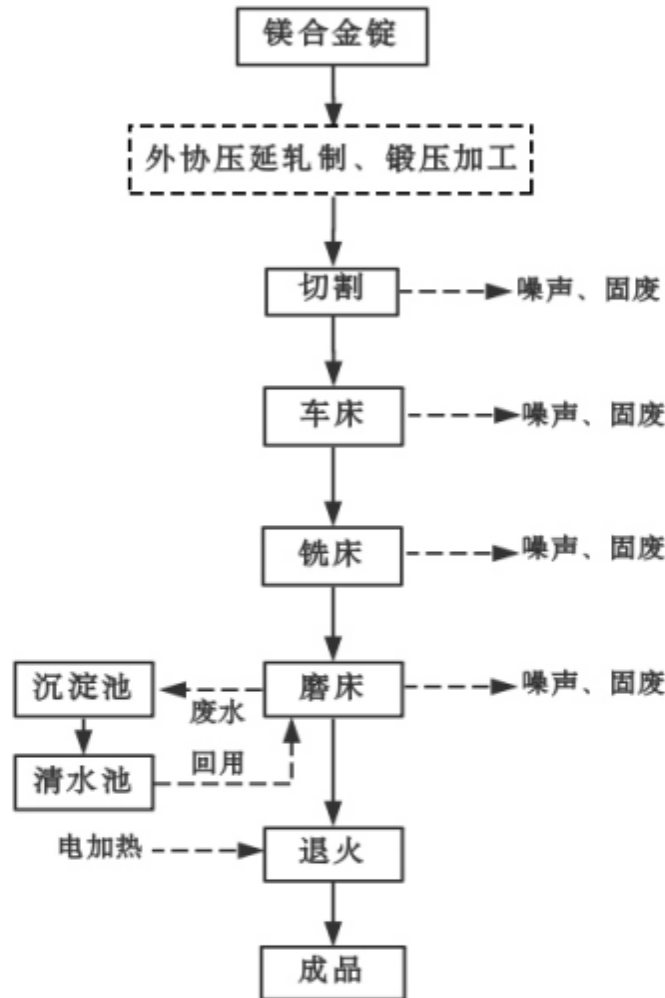 镁合金锭
外协压延轧制、锻压加工
切割
噪声、固废
车床
噪声、固废
铣床
噪声、固废
沉淀池
废水
磨床
噪声、固废
清水池
回用
电加热
退火
成品